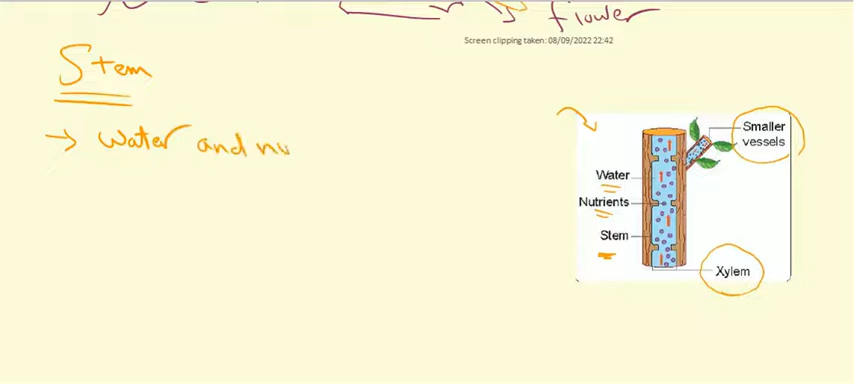 flower
Screen clipping taken: 08/09/2022 22:42
Stem
→ Water and nu
Smaller
vessels
Water
Nutrients
Stem
Xylem